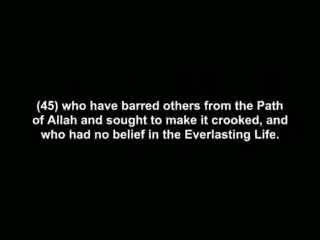 (45) who have barred others from the Path
of Allah and sought to make it crooked, and
who had no belief in the Everlasting Life.